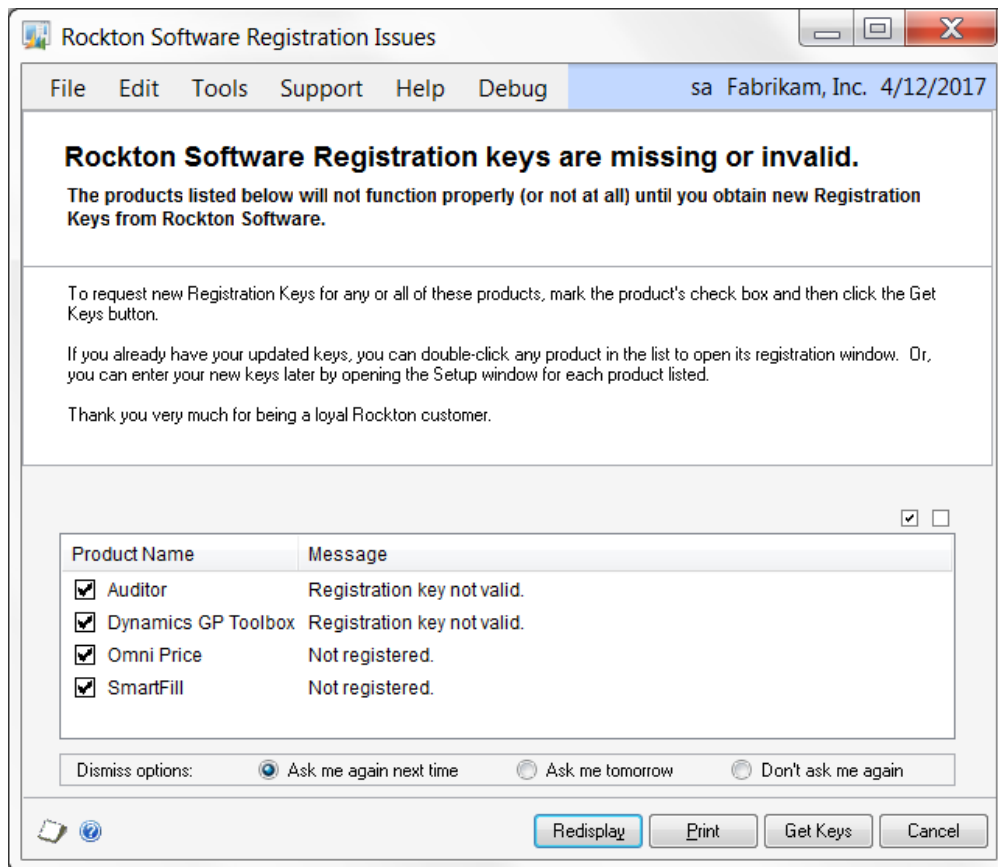 Rockton Software Registration Issues
File Edit Tools Support Help Debug sa Fabrikam, Inc. 4/12/2017
Rockton Software Registration keys are missing or invalid.
The products listed below will not function properly (or not at all) until you obtain new Registration
Keys from Rockton Software.
To request new Registration Keys for any or all of these products, mark the product's check box and then click the Get
Keys button.
If you already have your updated keys, you can double-click any product in the list to open its registration window. Or,
you can enter your new keys later by opening the Setup window for each product listed.
Thank you very much for being a loyal Rockton customer.
Product Name Message
Auditor Registration key not valid.
Dynamics GP Toolbox Registration key not valid.
Omni Price Not registered.
SmartFill Not registered.
Dismiss options: Ask me again next time Ask me tomorrow Don't ask me again
Redisplay Print Get Keys Cancel